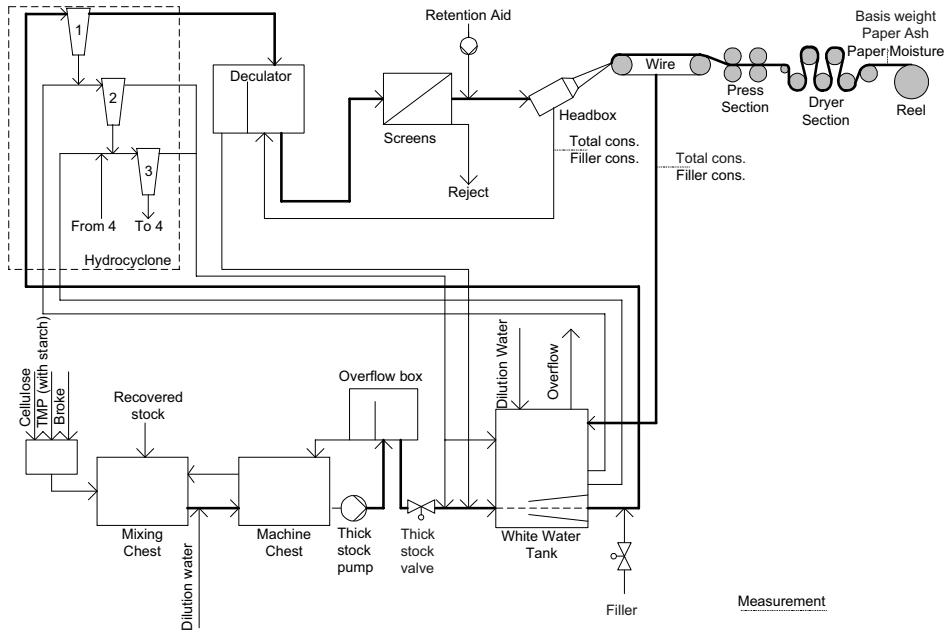 Retention Aid
Basis weight
Paper Ash
Paper Moisture
1
Deculator
Wire
2
Press
Section
Dryer
Section
Reel
Headbox
Screens
Total cons.
Filler cons.
Total cons.
Filler cons.
3
Reject
From 4
To 4
Hydrocyclone
Cellulose
TMP (with starch)
Broke
Recovered
stock
Overflow box
Dilution Water
Overflow
Mixing
Chest
Machine
Chest
Thick
stock
pump
Thick
stock
valve
White Water
Tank
Dilution water
Filler
Measurement